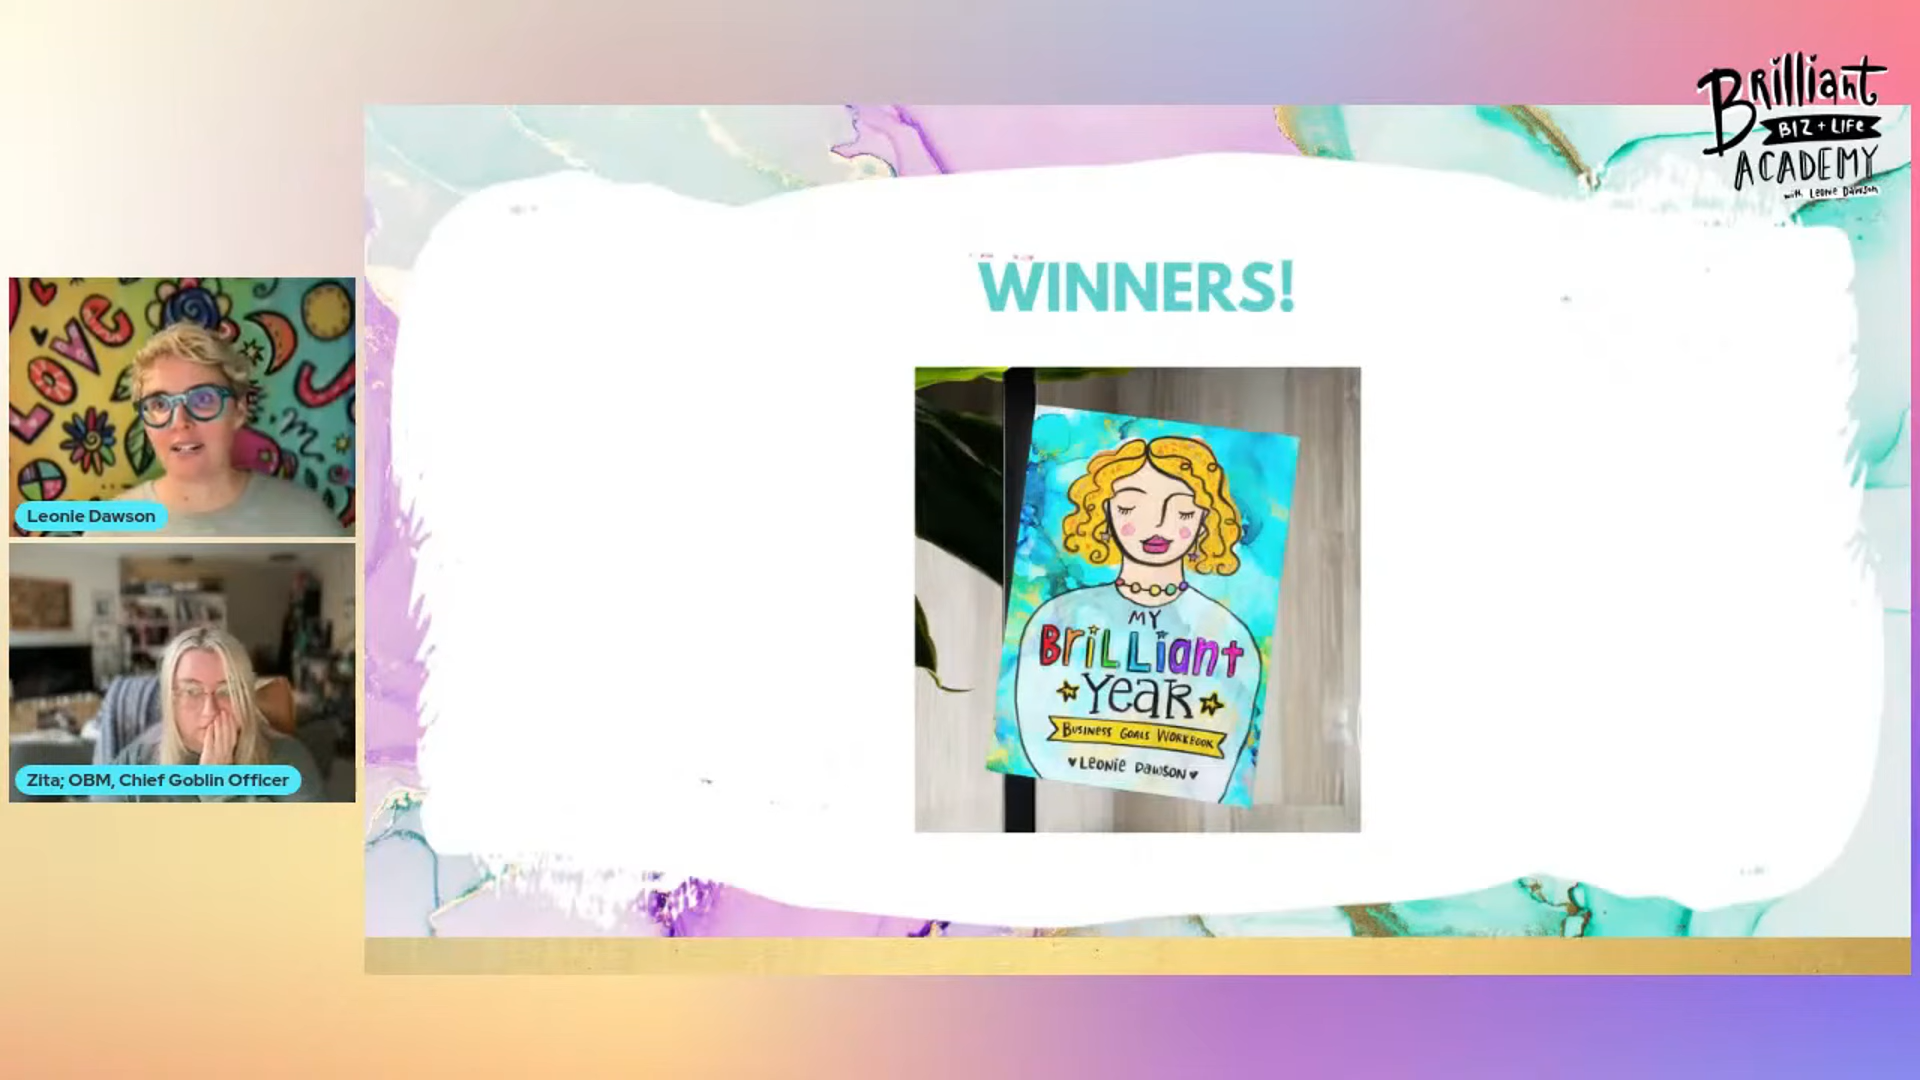 Brilliant
BIZ + LIFE
ACADEMY
with Leonie Dawson
WINNERS!
Love
Leonie Dawson
Zita; OBM, Chief Goblin Officer
MY
BRILLIANT
YEAR
BUSINESS GOALS WORKBOOK
LEONIE DAWSON